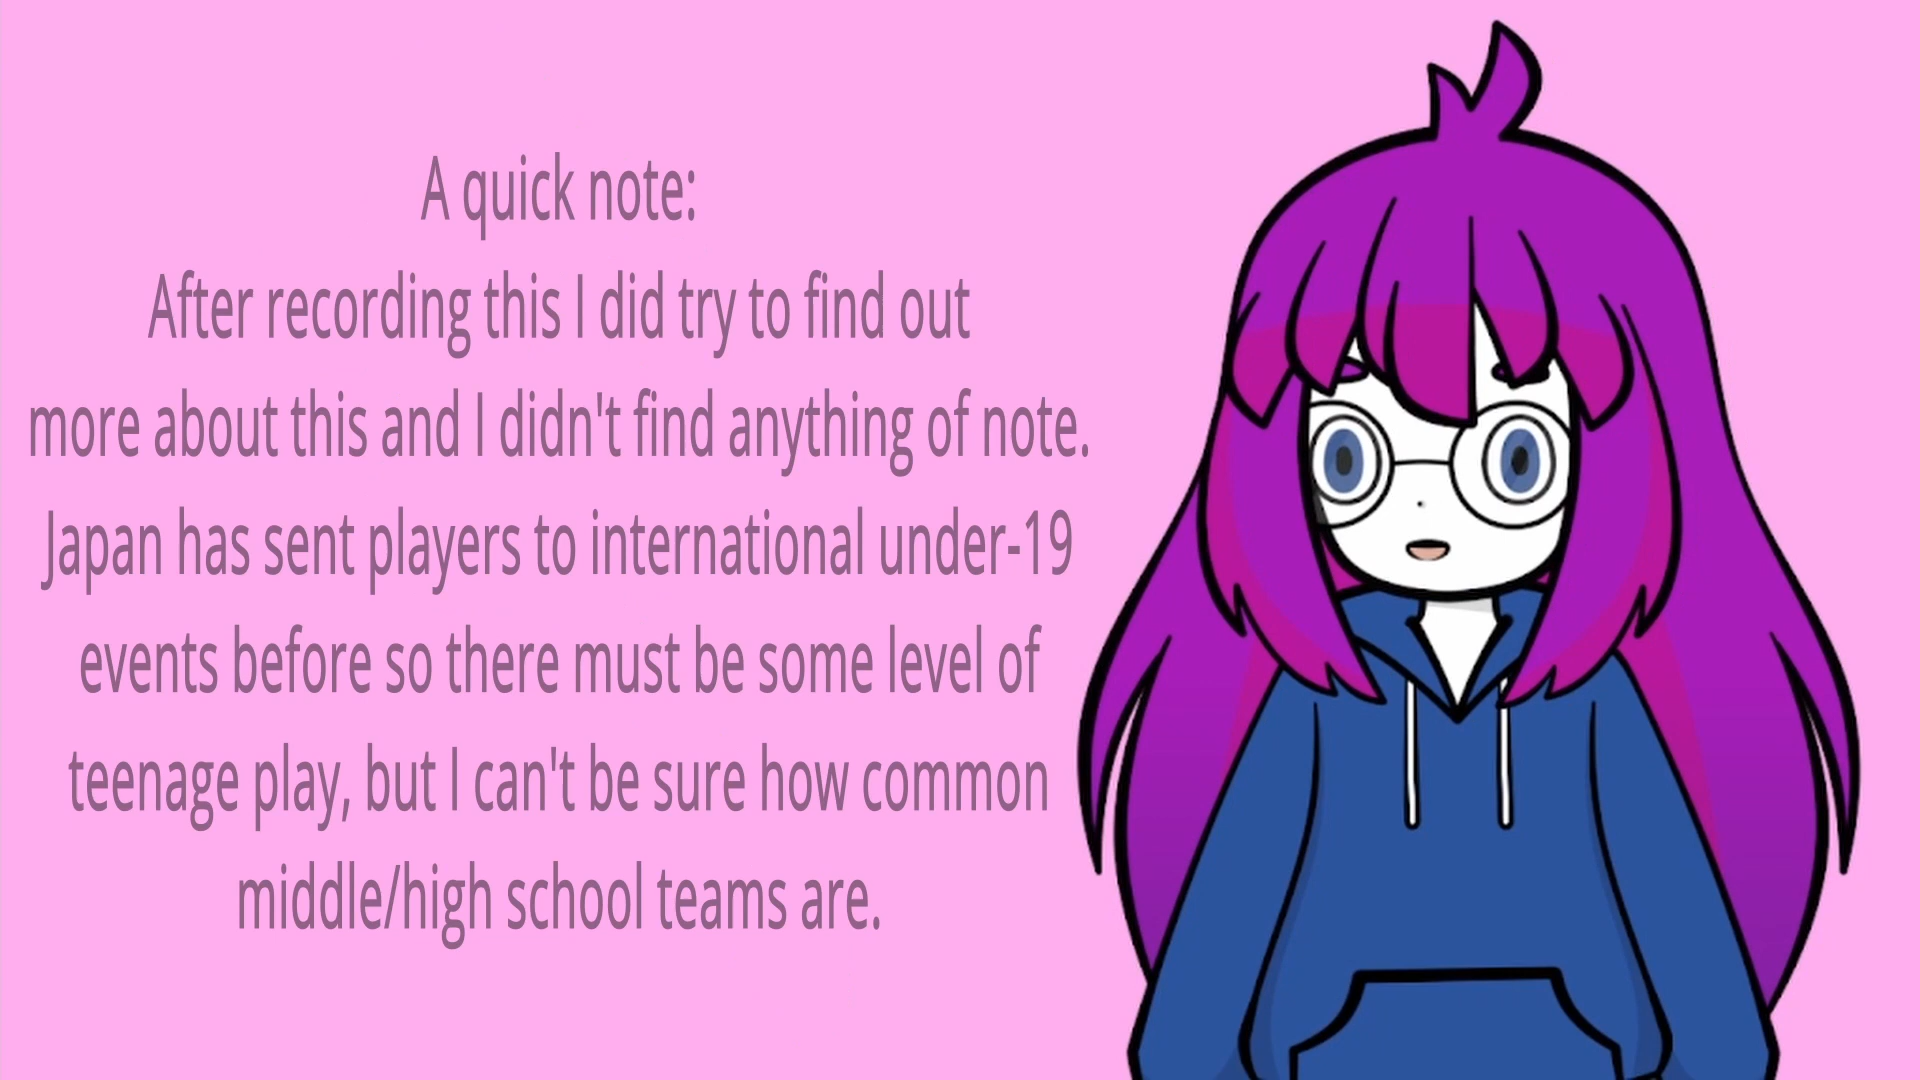 A quick note:
After recording this I did try to find out
more about this and I didn't find anything of note.
Japan has sent players to international under-19
events before so there must be some level of
teenage play, but I can't be sure how common
middle/high school teams are.